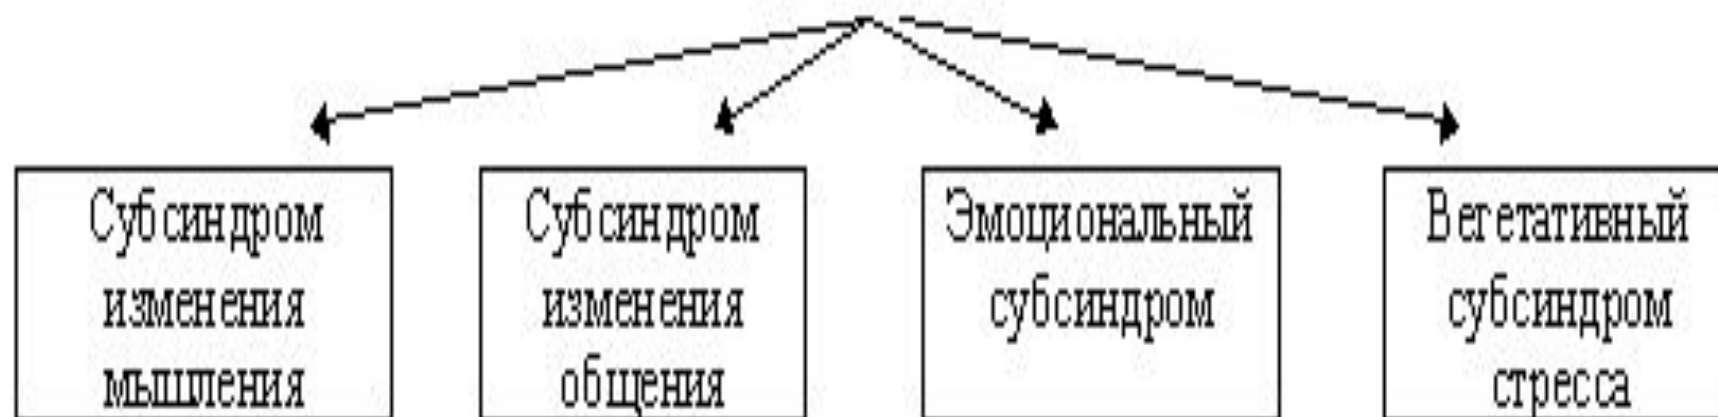 Субсиндром
изменения
мышления
Субсиндром
изменения
общения
Эмоциональный
субсиндром
Вегетативный
субсиндром
стресса